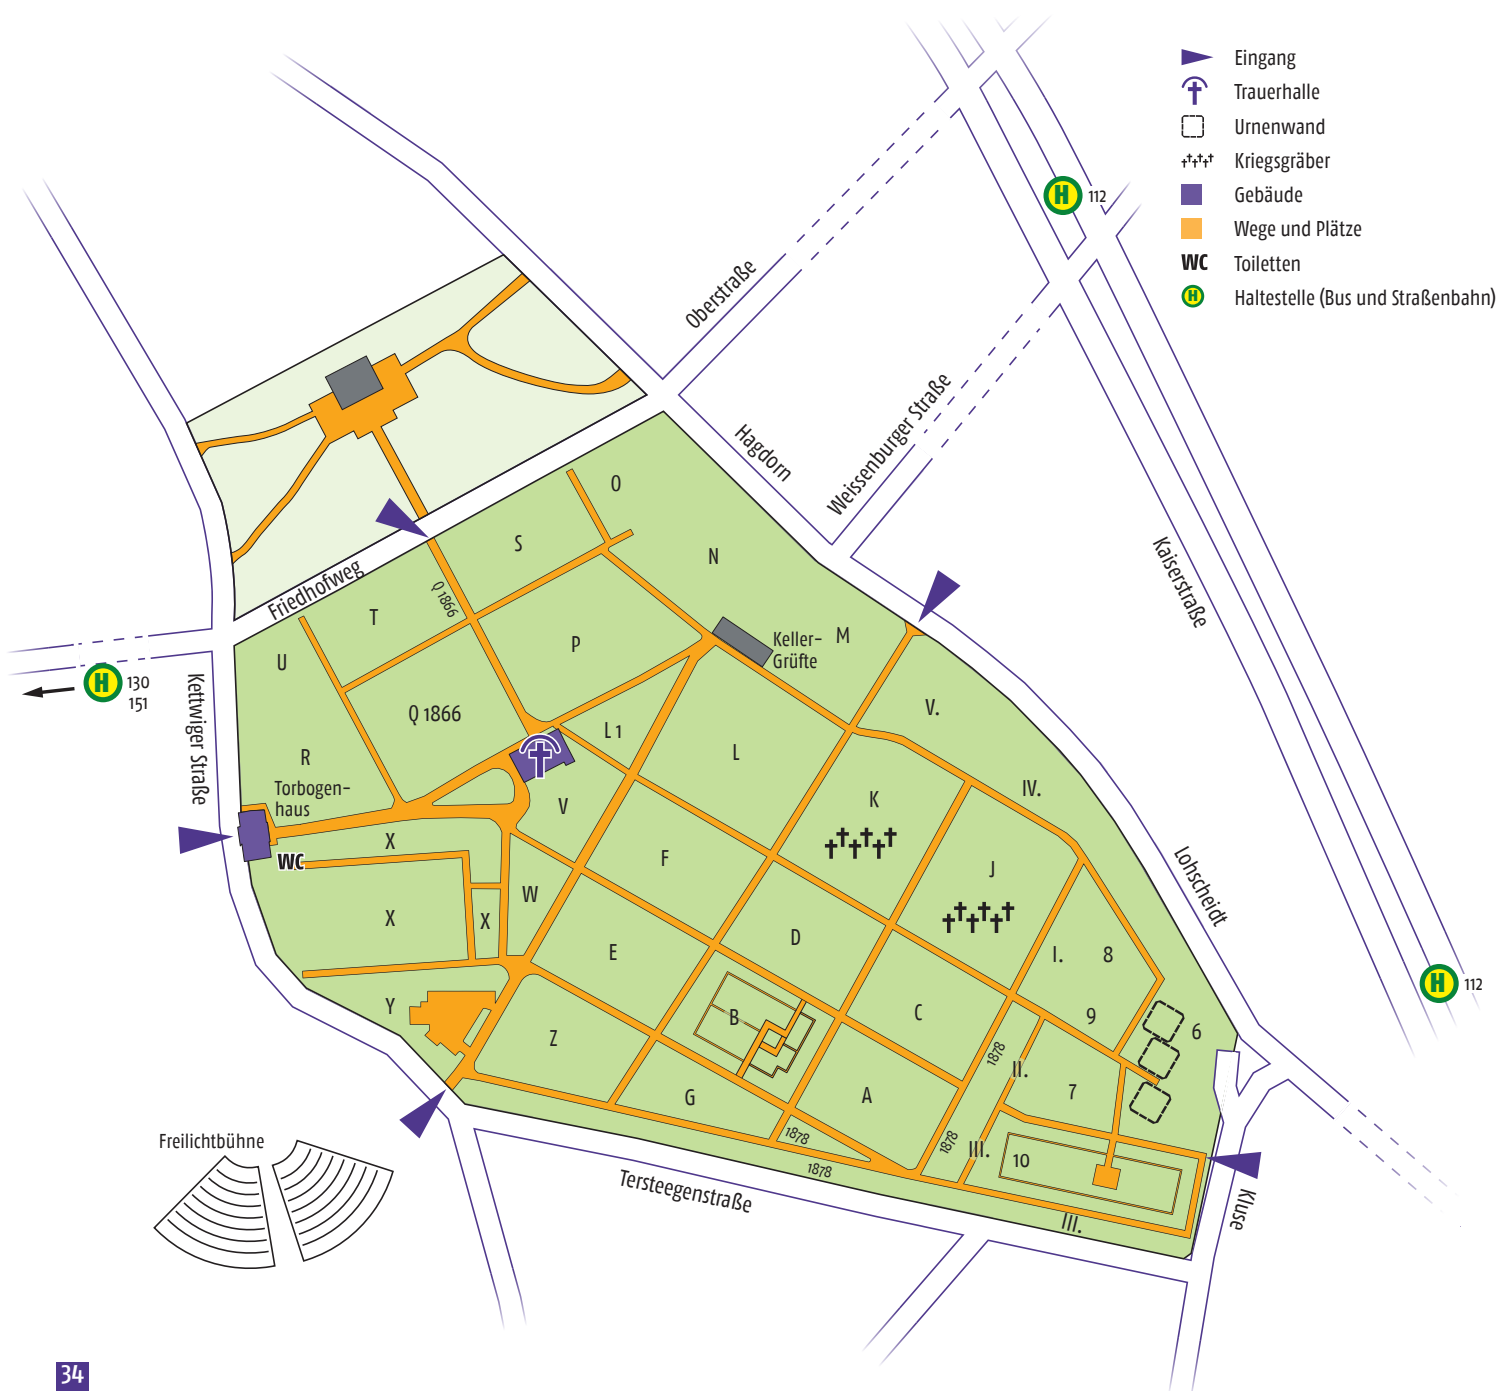 Eingang
Trauerhalle
Urnenwand
Kriegsgräber
Gebäude
Wege und Plätze
WC Toiletten
H Haltestelle (Bus und Straßenbahn)
H 112
Oberstraße
Weissenburger Straße
Hagdorn
Kaiserstraße
Friedhofweg
O
S
N
T
Q 1866
P
Keller-
Grüfte
M
U
H 130
151
Kettwiger Straße
Q 1866
L 1
L
V.
R
Torbogen-
haus
V
K
IV.
X
WC
F
J
Lohscheidt
W
X
X
D
E
I.
8
H 112
Y
B
C
9
6
Z
1878
II.
7
G
A
1878
1878
III.
10
1878
Freilichtbühne
Tersteegenstraße
III.
Kluse
34